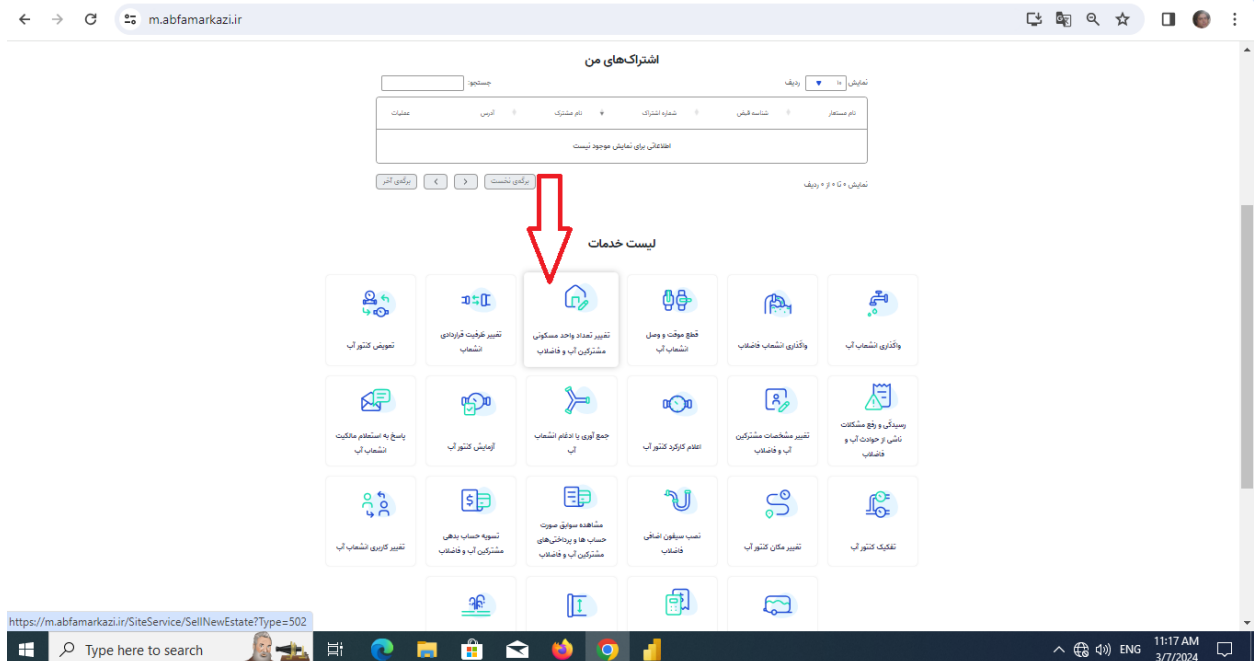 m.abfamarkazi.ir
اشتراک‌های من
نمایش ۱۰ ردیف
جستجو:
نام مستعار شناسه قبض شماره اشتراک نام مشترک آدرس عملیات
اطلاعاتی برای نمایش موجود نیست
نمایش ۰ تا ۰ از ۰ ردیف
برگه‌ی نخست
برگه‌ی آخر
لیست خدمات
واگذاری انشعاب آب
واگذاری انشعاب فاضلاب
قطع موقت و وصل
انشعاب آب
تغییر تعداد واحد مسکونی
مشترکین آب و فاضلاب
تغییر ظرفیت قراردادی
انشعاب
تعویض کنتور آب
رسیدگی و رفع مشکلات
ناشی از حوادث آب و
فاضلاب
تغییر مشخصات مشترکین
آب و فاضلاب
اعلام کارکرد کنتور آب
جمع آوری یا ادغام انشعاب
آب
آزمایش کنتور آب
پاسخ به استعلام مالکیت
انشعاب آب
تفکیک کنتور آب
تغییر مکان کنتور آب
نصب سیفون اضافی
فاضلاب
مشاهده سوابق صورت
حساب ها و پرداختی‌های
مشترکین آب و فاضلاب
تسویه حساب بدهی
مشترکین آب و فاضلاب
تغییر کاربری انشعاب آب
https://m.abfamarkazi.ir/SiteService/SellNewEstate?Type=502
Type here to search
ENG
11:17 AM
3/7/2024